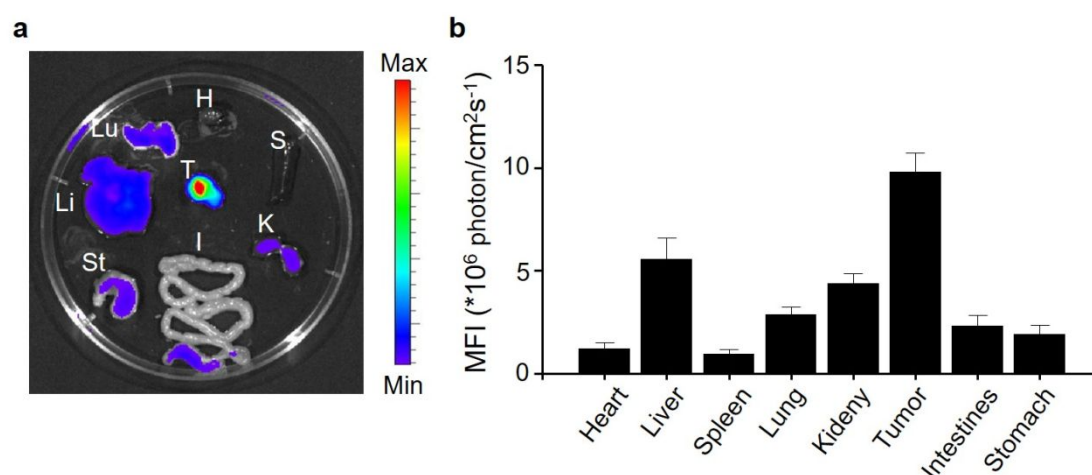 a
Max
Min
H
Lu
S
T
Li
K
I
St
b
MFI (*10⁶ photon/cm²s⁻¹)
15
10
5
0
Heart
Liver
Spleen
Lung
Kideny
Tumor
Intestines
Stomach